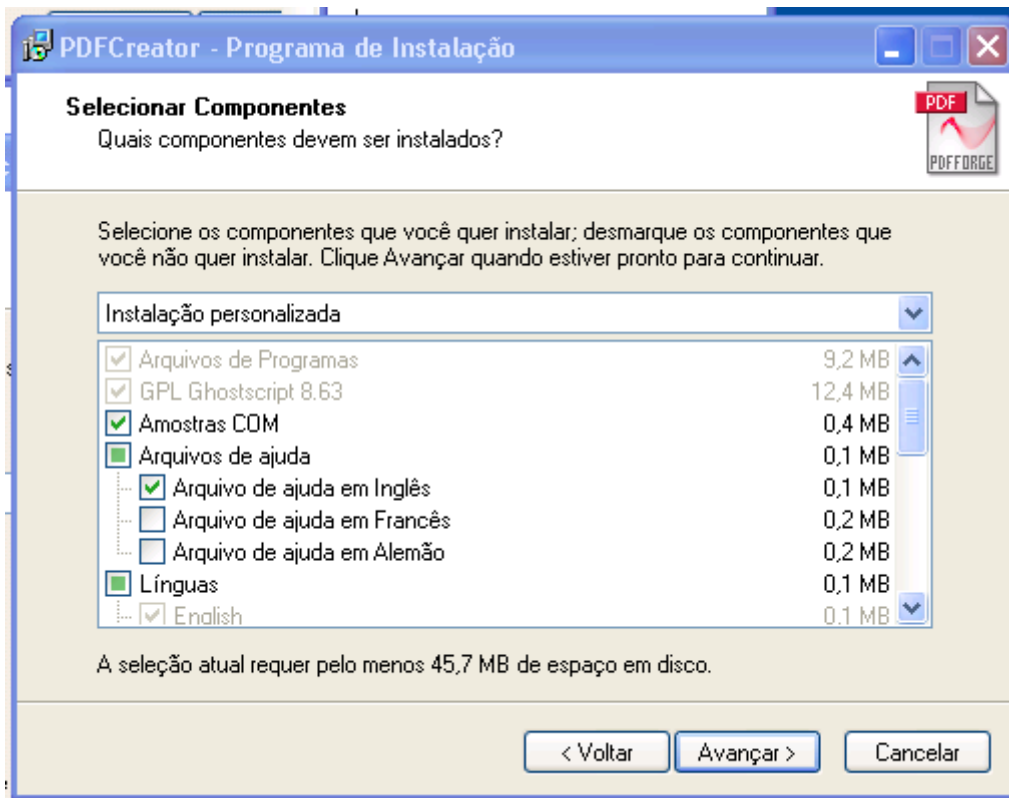 PDFCreator - Programa de Instalação
Selecionar Componentes
Quais componentes devem ser instalados?
PDF
PDFFORGE
Selecione os componentes que você quer instalar; desmarque os componentes que
você não quer instalar. Clique Avançar quando estiver pronto para continuar.
Instalação personalizada
Arquivos de Programas 9,2 MB
GPL Ghostscript 8.63 12,4 MB
Amostras COM 0,4 MB
Arquivos de ajuda 0,1 MB
Arquivo de ajuda em Inglês 0,1 MB
Arquivo de ajuda em Francês 0,2 MB
Arquivo de ajuda em Alemão 0,2 MB
Línguas 0,1 MB
English 0.1 MB
A seleção atual requer pelo menos 45,7 MB de espaço em disco.
< Voltar Avançar > Cancelar